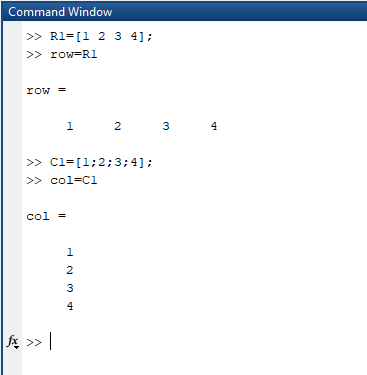 Command Window
>> R1=[1 2 3 4];
>> row=R1
row =
1 2 3 4
>> C1=[1;2;3;4];
>> col=C1
col =
1
2
3
4
fx >>